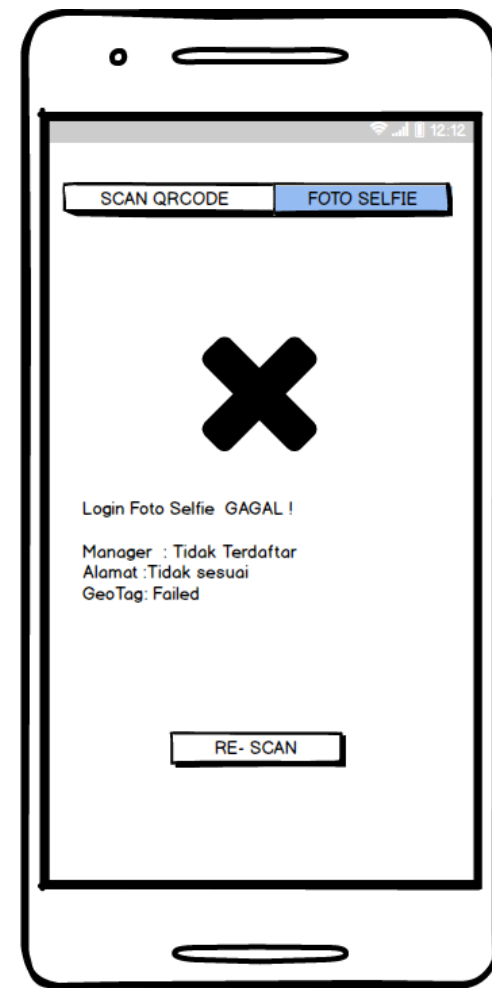 12:12
SCAN QRCODE FOTO SELFIE
Login Foto Selfie GAGAL !
Manager : Tidak Terdaftar
Alamat :Tidak sesuai
GeoTag: Failed
RE- SCAN